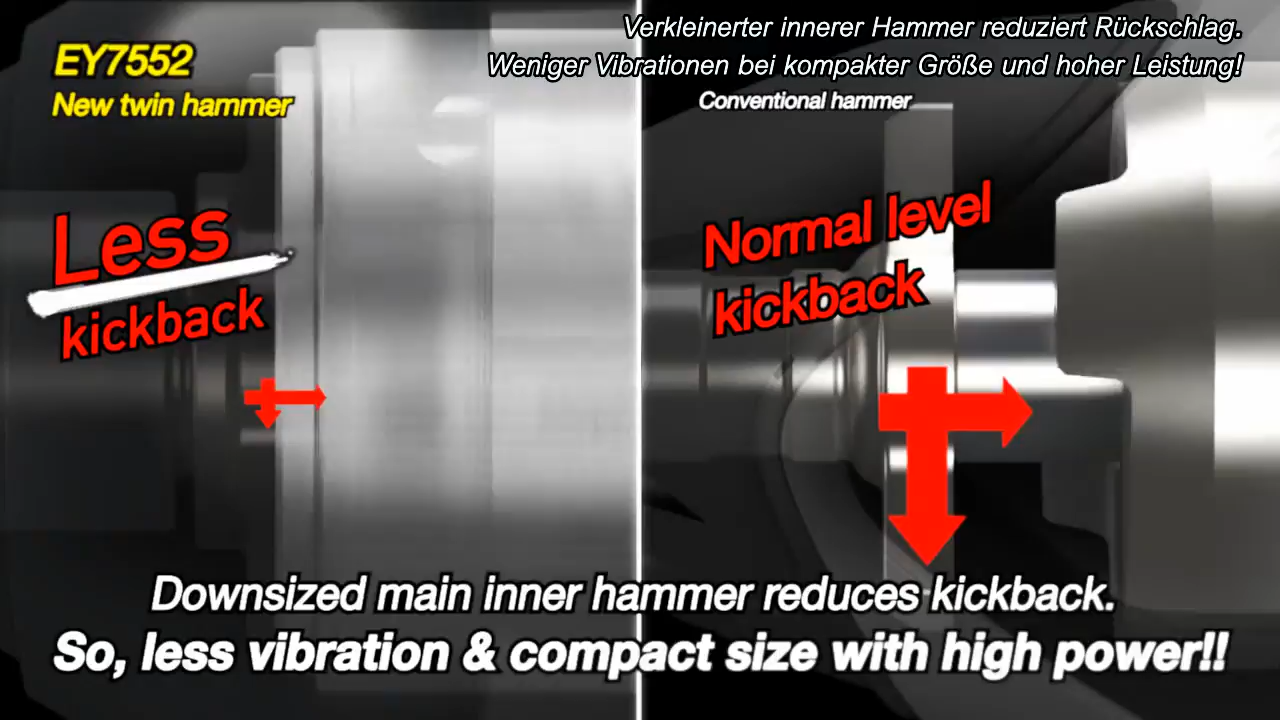 Verkleinerter innerer Hammer reduziert Rückschlag.
Weniger Vibrationen bei kompakter Größe und hoher Leistung!
EY7552
New twin hammer
Conventional hammer
Less
kickback
Normal level
kickback
Downsized main inner hammer reduces kickback.
So, less vibration & compact size with high power!!